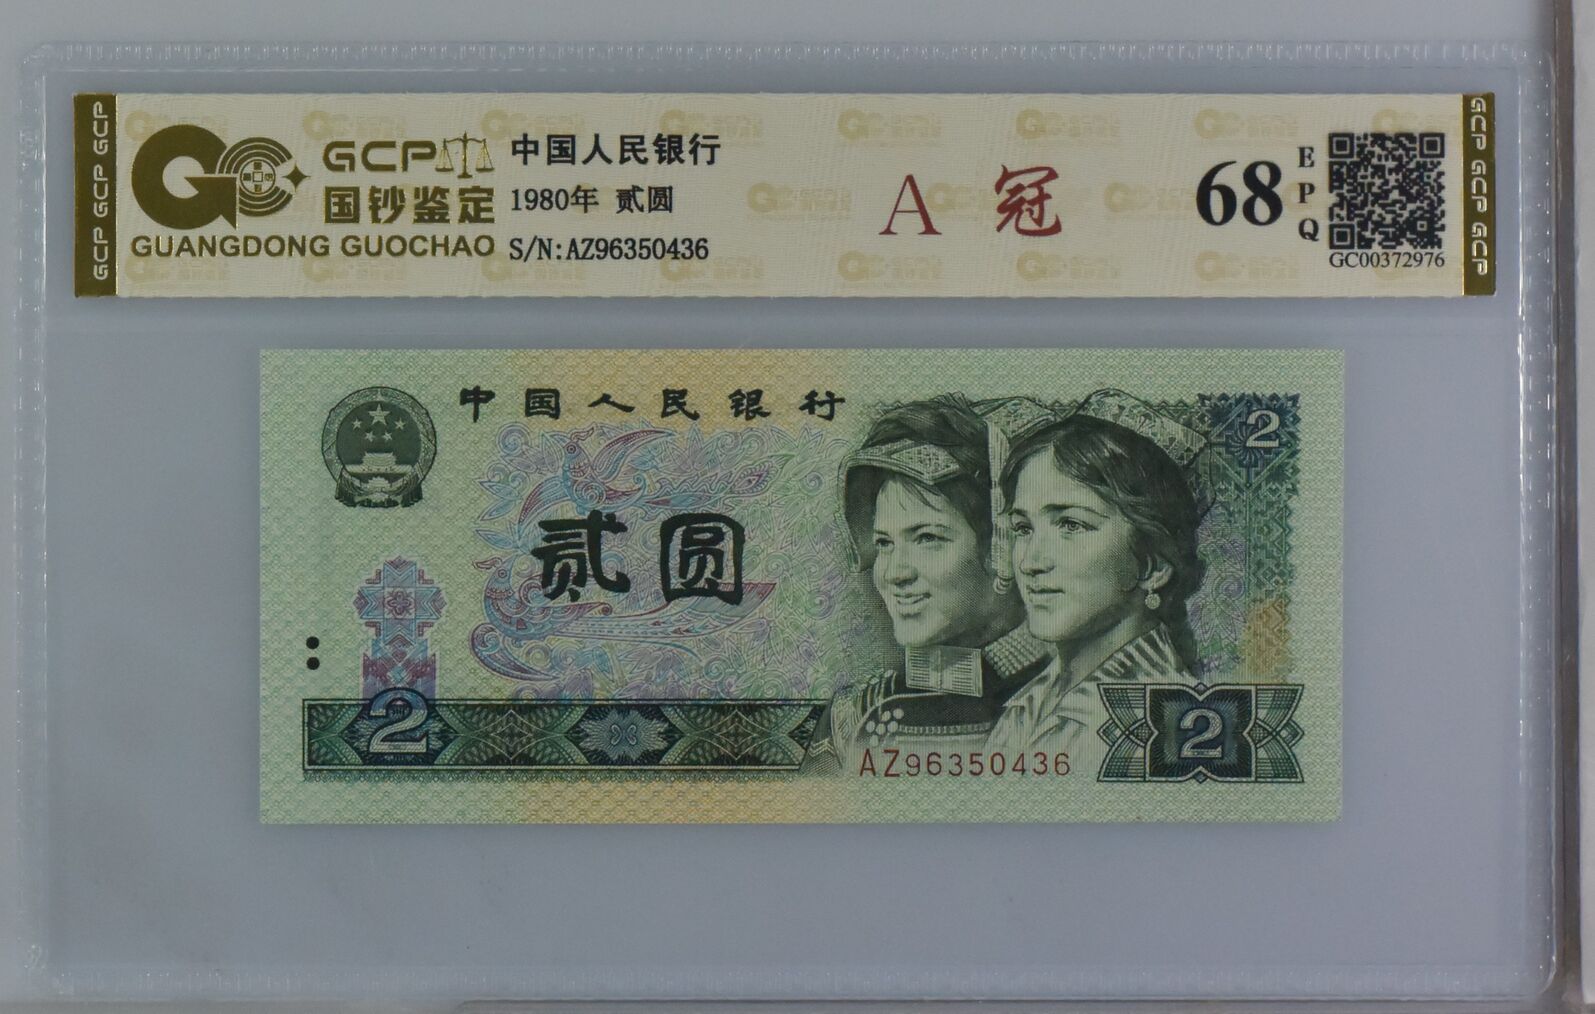 GCP GCP GCP
GCP
国钞鉴定
GUANGDONG GUOCHAO
中国人民银行
1980年 贰圆
S/N:AZ96350436
A 冠
68
EPQ
GC00372976
GCP GCP GCP
中国人民银行
2
贰圆
2
AZ96350436
2